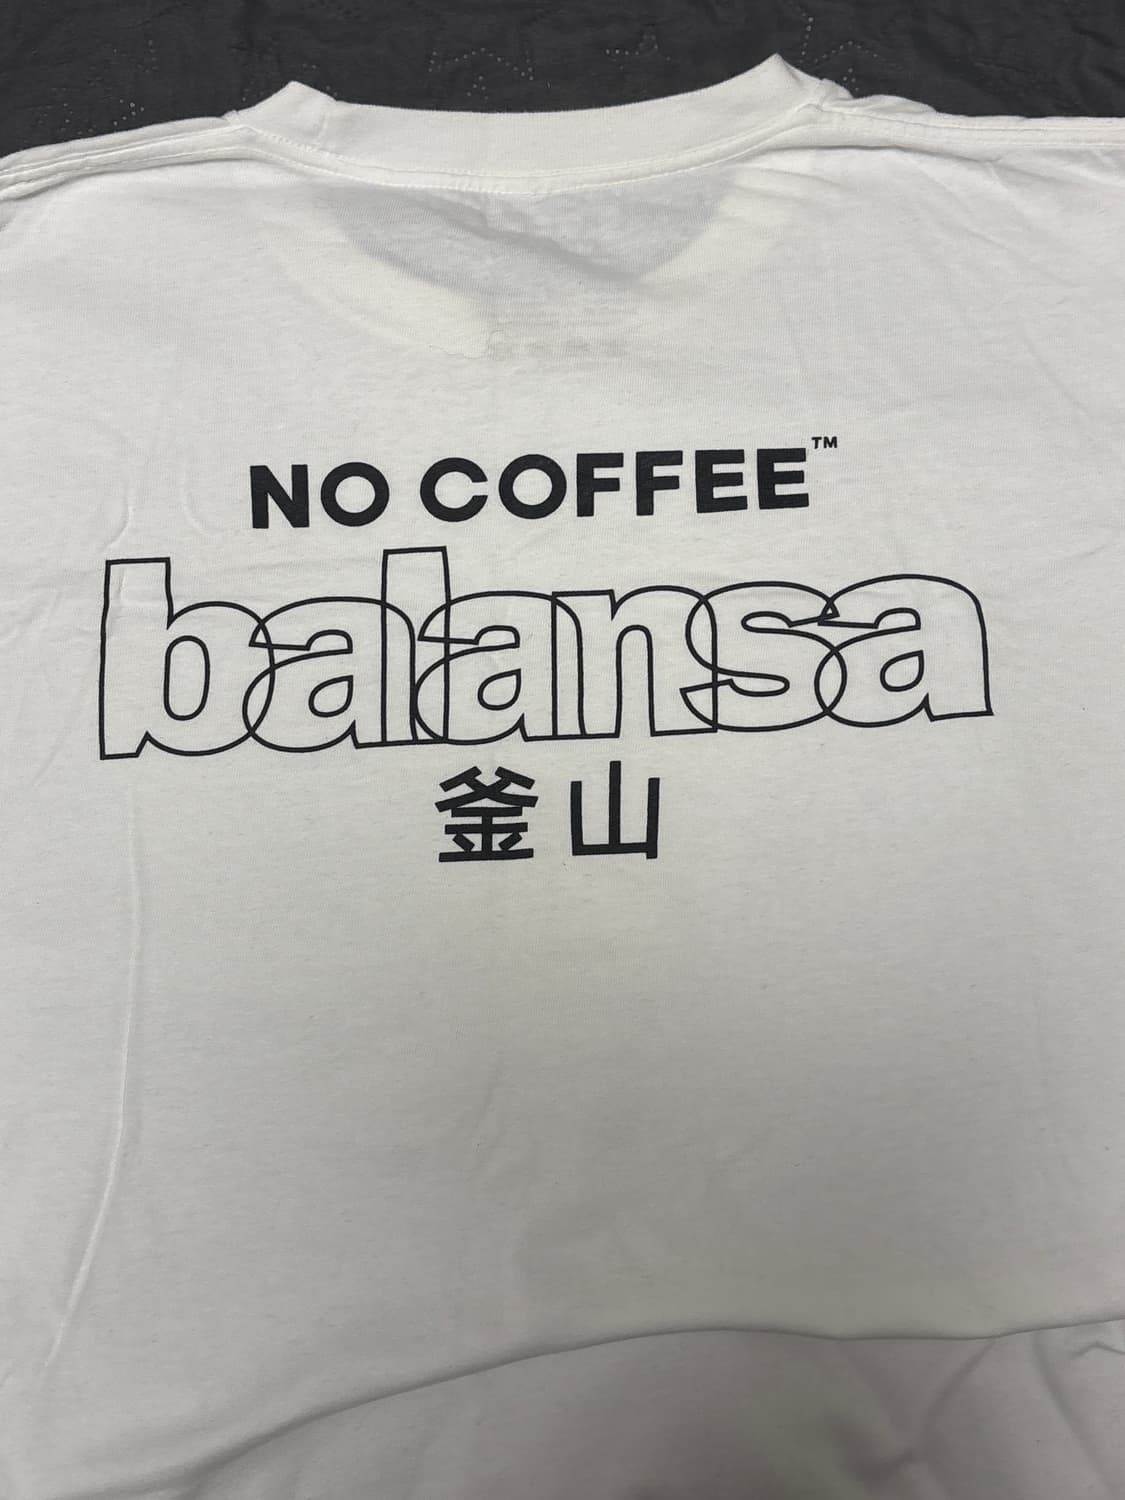 NO COFFEE™
balansa
釜山